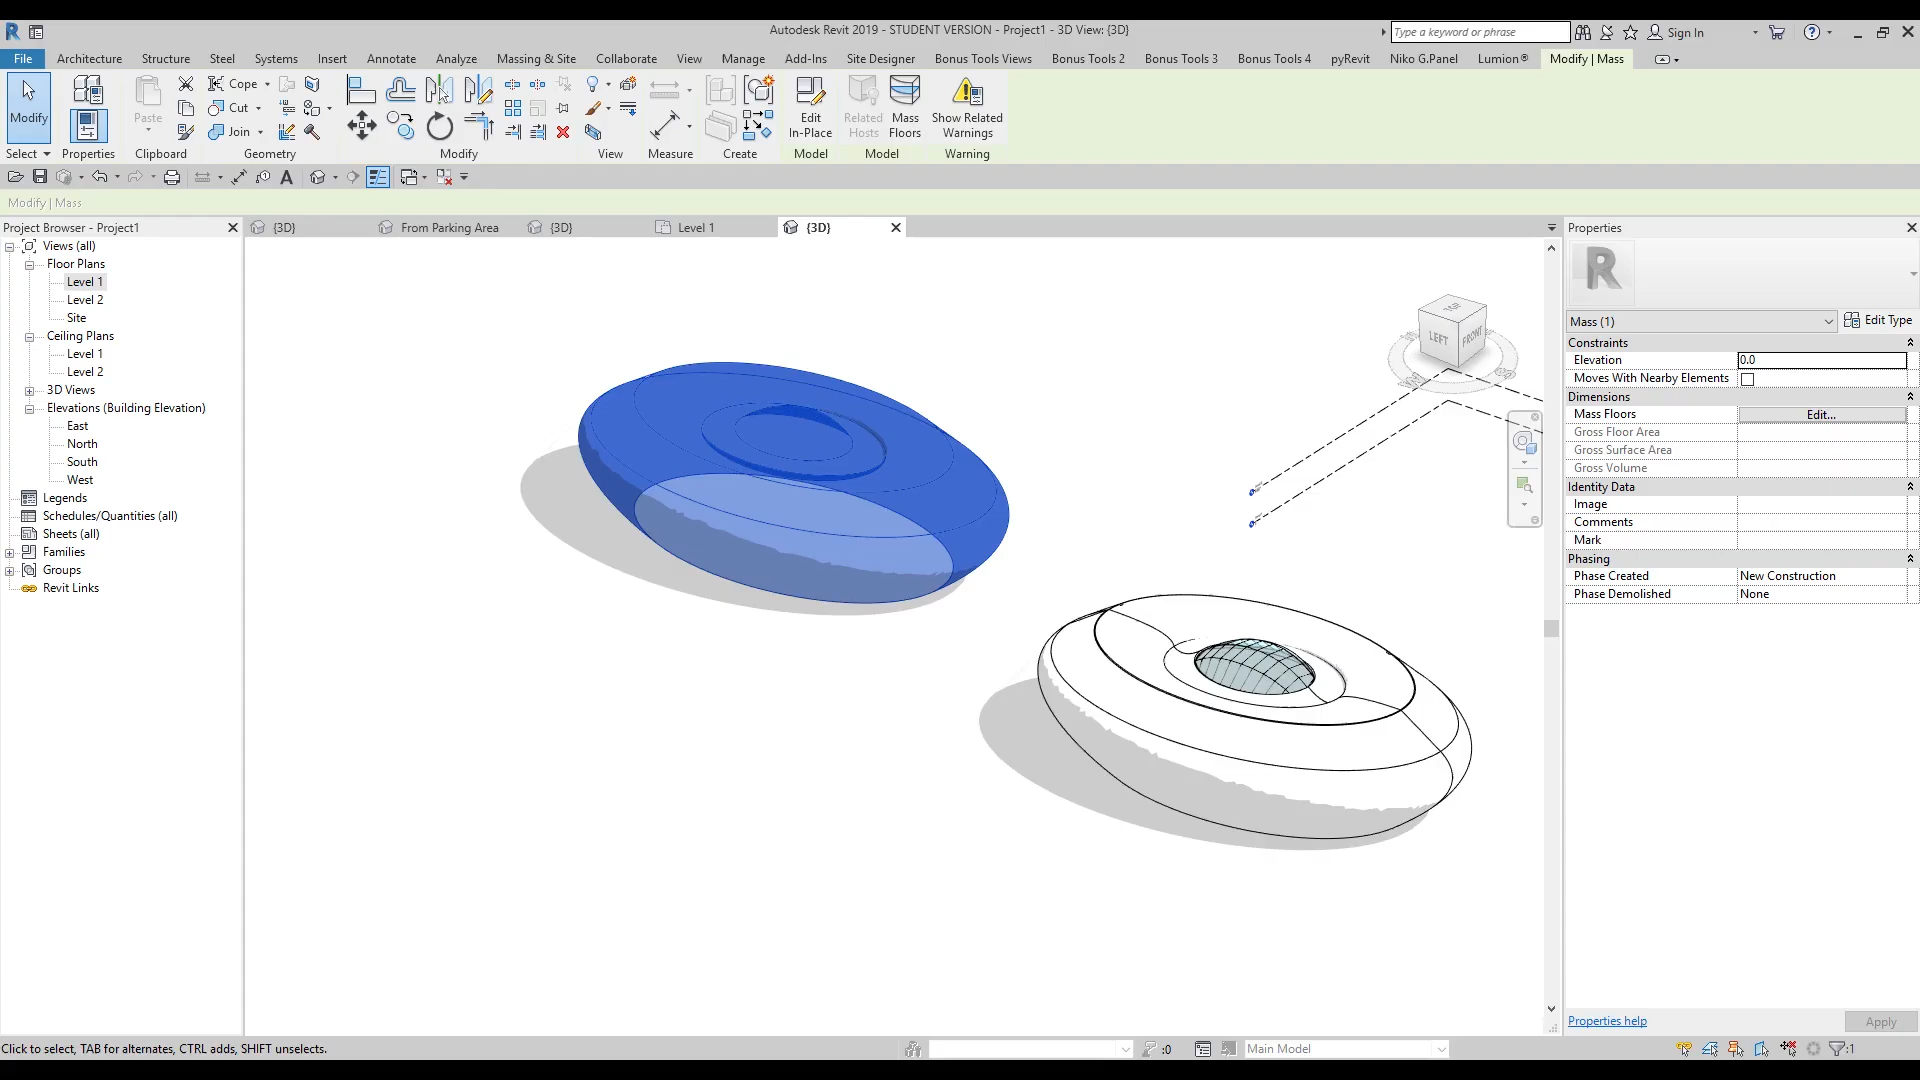 Autodesk Revit 2019 - STUDENT VERSION - Project1 - 3D View: {3D}
Type a keyword or phrase
Sign In
File Architecture Structure Steel Systems Insert Annotate Analyze Massing & Site Collaborate View Manage Add-Ins Site Designer Bonus Tools Views Bonus Tools 2 Bonus Tools 3 Bonus Tools 4 pyRevit Niko G.Panel Lumion® Modify | Mass
Modify
Paste
Cope
Cut
Join
Edit In-Place
Related Hosts
Mass Floors
Show Related Warnings
Select Properties Clipboard Geometry Modify View Measure Create Model Model Warning
Modify | Mass
Project Browser - Project1
Views (all)
Floor Plans
Level 1
Level 2
Site
Ceiling Plans
Level 1
Level 2
3D Views
Elevations (Building Elevation)
East
North
South
West
Legends
Schedules/Quantities (all)
Sheets (all)
Families
Groups
Revit Links
{3D} From Parking Area {3D} Level 1 {3D}
TOP
LEFT
FRONT
Properties
Mass (1)
Edit Type
Constraints
Elevation 0.0
Moves With Nearby Elements
Dimensions
Mass Floors Edit...
Gross Floor Area
Gross Surface Area
Gross Volume
Identity Data
Image
Comments
Mark
Phasing
Phase Created New Construction
Phase Demolished None
Properties help
Apply
Click to select, TAB for alternates, CTRL adds, SHIFT unselects.
:0
Main Model
:1